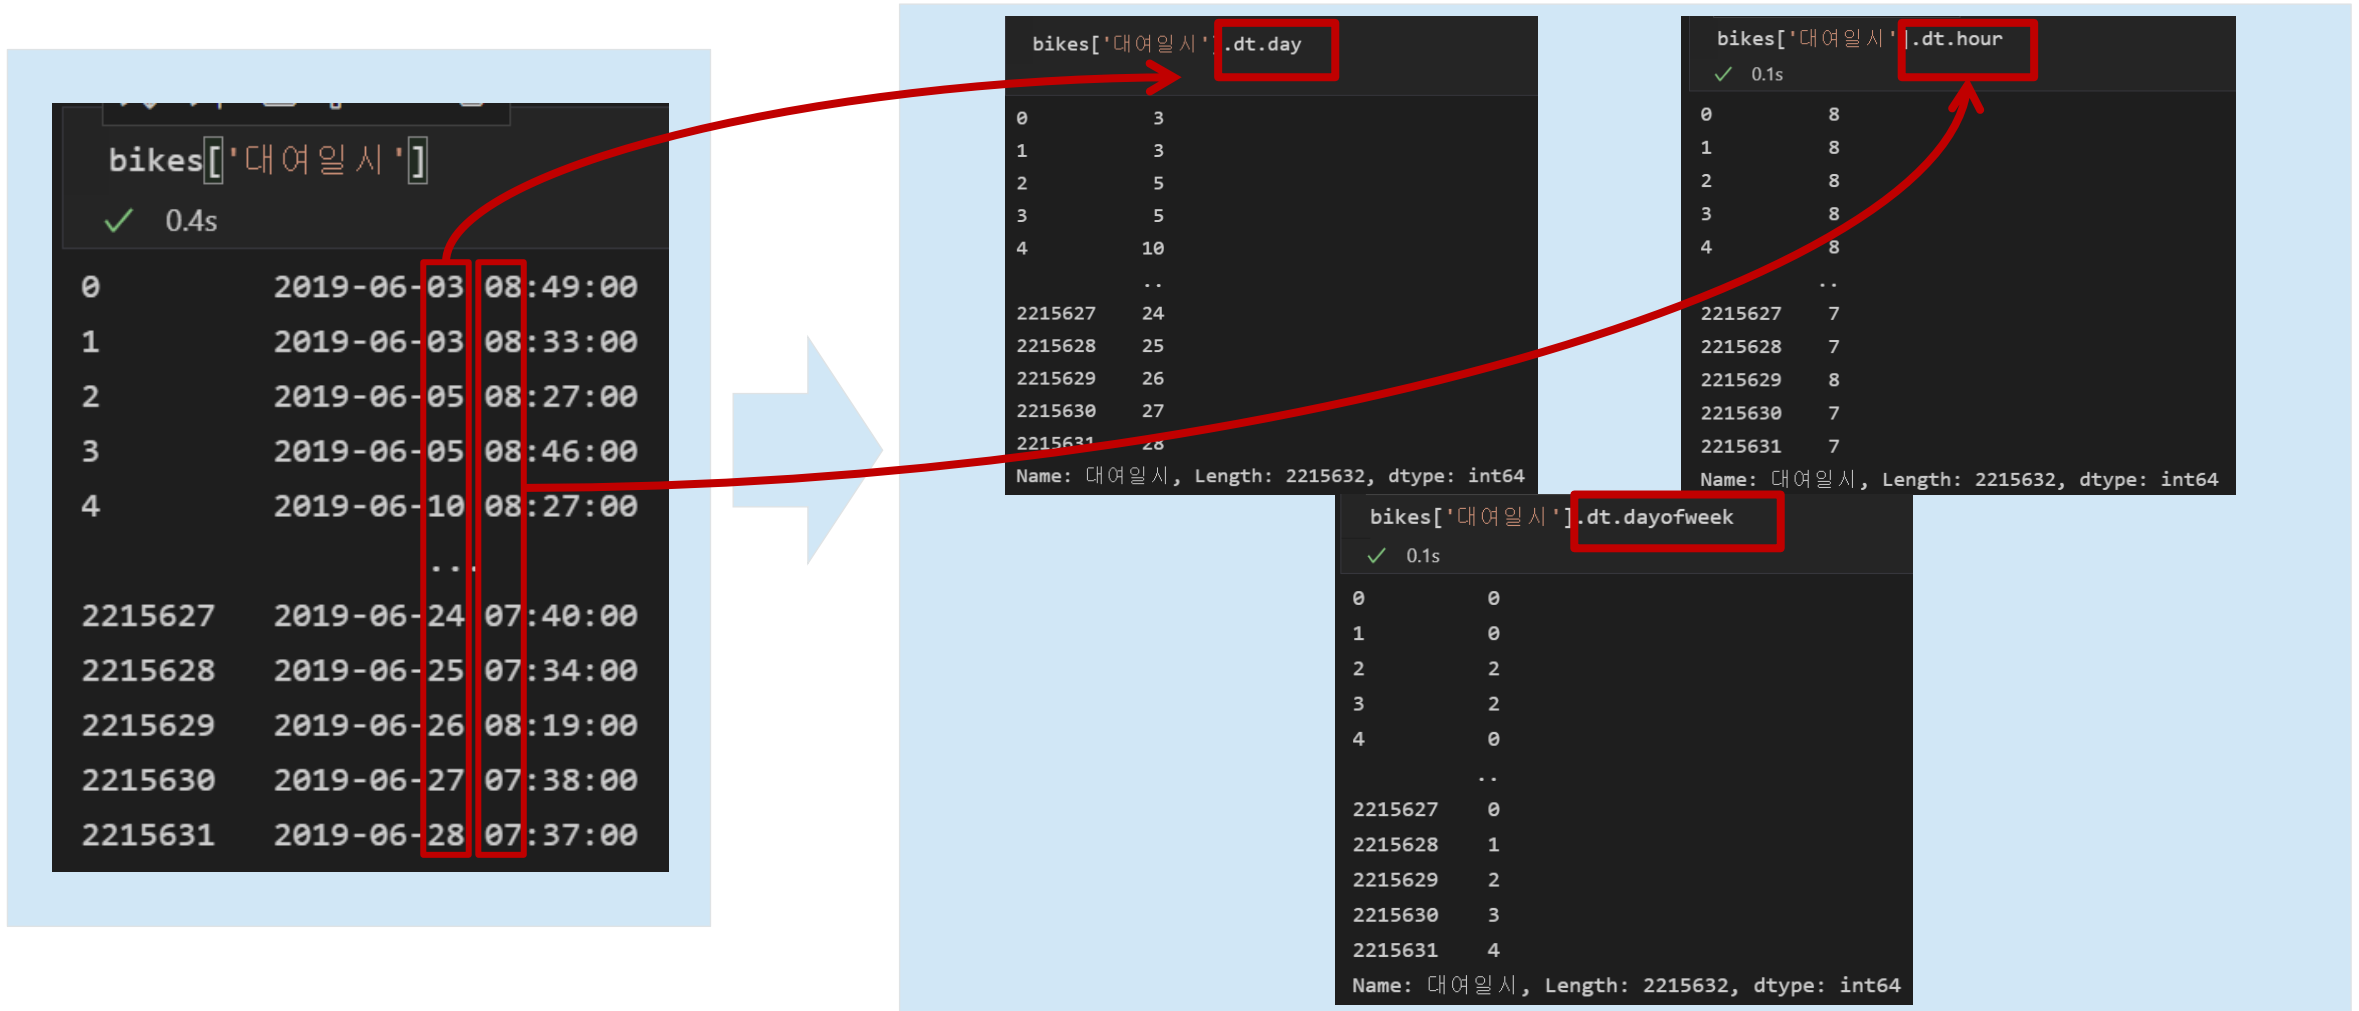 bikes['대여일시']
0.4s
0 2019-06-03 08:49:00
1 2019-06-03 08:33:00
2 2019-06-05 08:27:00
3 2019-06-05 08:46:00
4 2019-06-10 08:27:00
...
2215627 2019-06-24 07:40:00
2215628 2019-06-25 07:34:00
2215629 2019-06-26 08:19:00
2215630 2019-06-27 07:38:00
2215631 2019-06-28 07:37:00
bikes['대여일시'].dt.day
0 3
1 3
2 5
3 5
4 10
..
2215627 24
2215628 25
2215629 26
2215630 27
2215631 28
Name: 대여일시, Length: 2215632, dtype: int64
bikes['대여일시'].dt.hour
0.1s
0 8
1 8
2 8
3 8
4 8
..
2215627 7
2215628 7
2215629 8
2215630 7
2215631 7
Name: 대여일시, Length: 2215632, dtype: int64
bikes['대여일시'].dt.dayofweek
0.1s
0 0
1 0
2 2
3 2
4 0
..
2215627 0
2215628 1
2215629 2
2215630 3
2215631 4
Name: 대여일시, Length: 2215632, dtype: int64